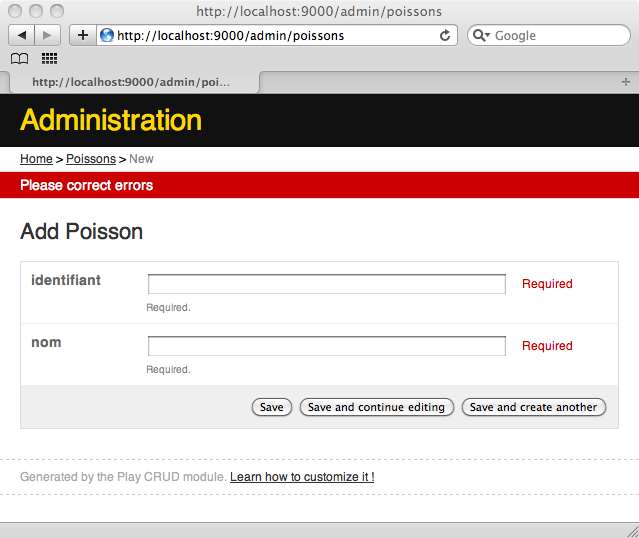 http://localhost:9000/admin/poissons
http://localhost:9000/admin/poissons
Google
http://localhost:9000/admin/poi...
Administration
Home > Poissons > New
Please correct errors
Add Poisson
identifiant Required
Required.
nom Required
Required.
Save Save and continue editing Save and create another
Generated by the Play CRUD module. Learn how to customize it !